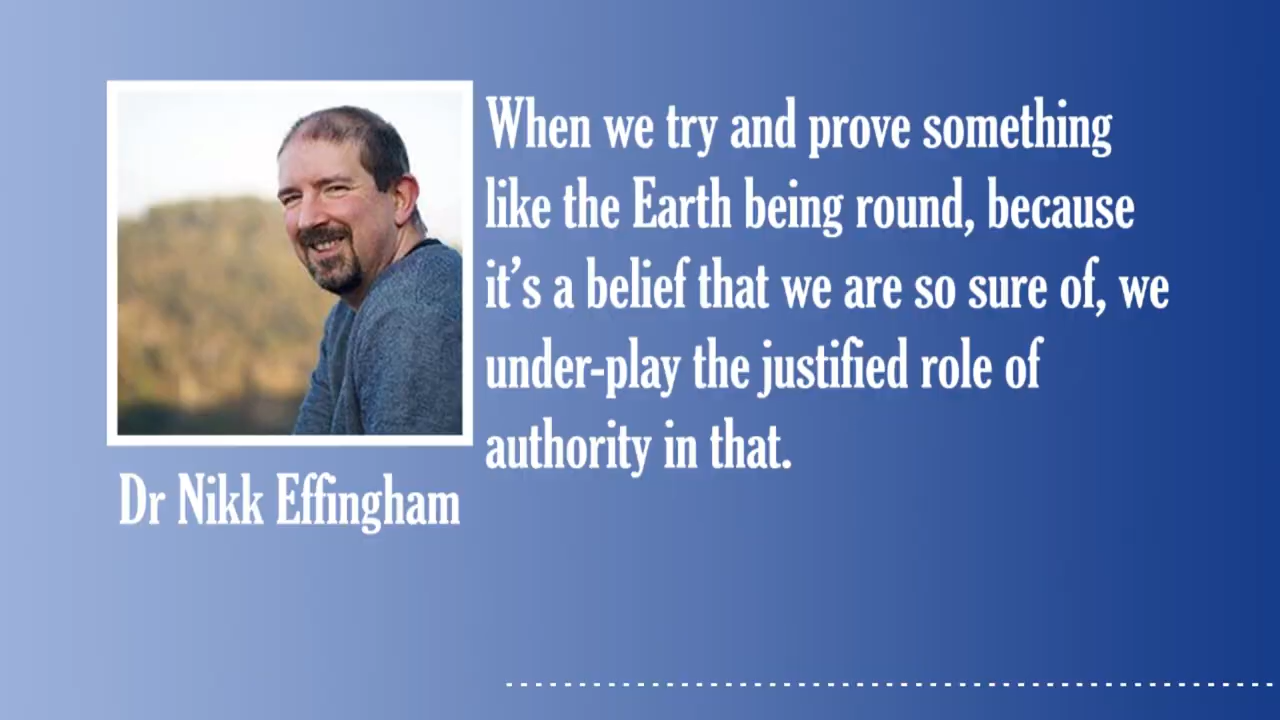 When we try and prove something
like the Earth being round, because
it’s a belief that we are so sure of, we
under-play the justified role of
authority in that.
Dr Nikk Effingham